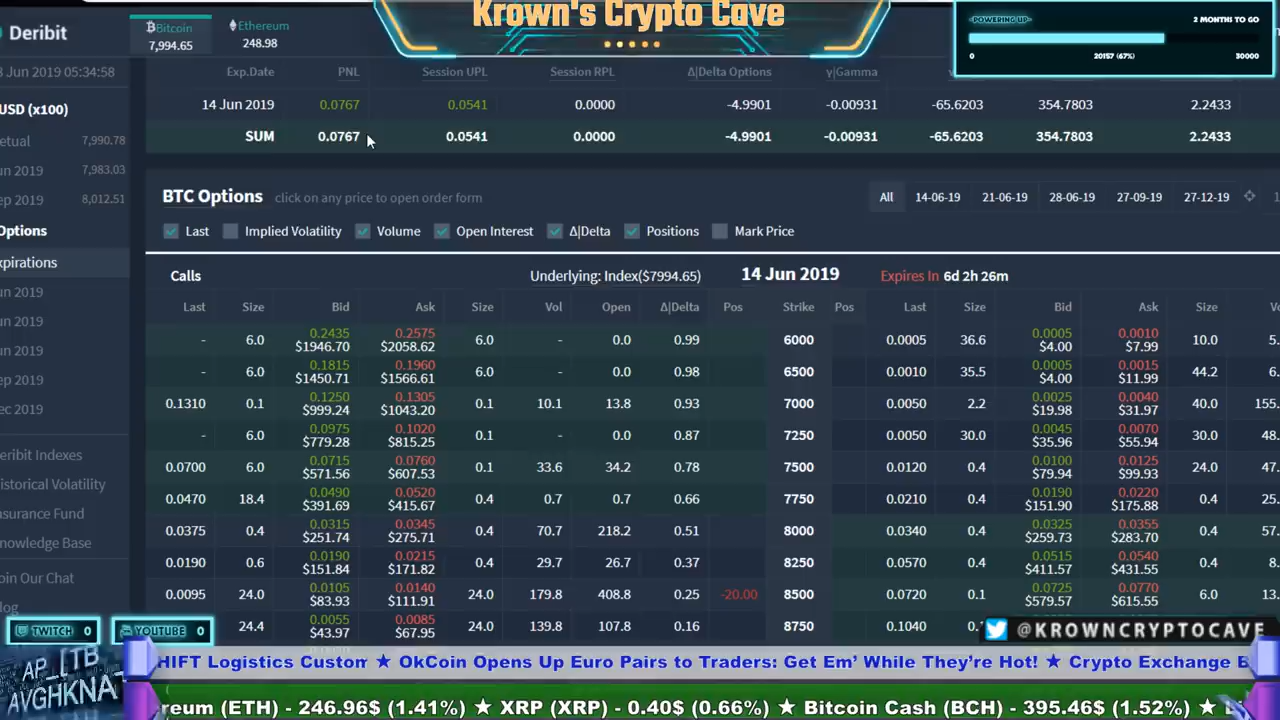 Krown's Crypto Cave
POWERING UP 2 MONTHS TO GO
0 20157 (67%) 30000
Deribit
Bitcoin
7,994.65
Ethereum
248.98
Jun 2019 05:34:58
USD (x100)
etual 7,990.78
un 2019 7,983.03
ep 2019 8,012.51
Options
xpirations
un 2019
un 2019
un 2019
ep 2019
ec 2019
eribit Indexes
istorical Volatility
nsurance Fund
nowledge Base
oin Our Chat
log
Exp.Date PNL Session UPL Session RPL Δ|Delta Options γ|Gamma
14 Jun 2019 0.0767 0.0541 0.0000 -4.9901 -0.00931 -65.6203 354.7803 2.2433
SUM 0.0767 0.0541 0.0000 -4.9901 -0.00931 -65.6203 354.7803 2.2433
BTC Options click on any price to open order form All 14-06-19 21-06-19 28-06-19 27-09-19 27-12-19
Last Implied Volatility Volume Open Interest Δ|Delta Positions Mark Price
Calls Underlying: Index($7994.65) 14 Jun 2019 Expires In 6d 2h 26m
Last Size Bid Ask Size Vol Open Δ|Delta Pos Strike Pos Last Size Bid Ask Size V
- 6.0 0.2435 0.2575 6.0 - 0.0 0.99 6000 0.0005 36.6 0.0005 0.0010 10.0 5.
$1946.70 $2058.62 $4.00 $7.99
- 6.0 0.1815 0.1960 6.0 - 0.0 0.98 6500 0.0010 35.5 0.0005 0.0015 44.2 6.
$1450.71 $1566.61 $4.00 $11.99
0.1310 0.1 0.1250 0.1305 0.1 10.1 13.8 0.93 7000 0.0050 2.2 0.0025 0.0040 40.0 155.
$999.24 $1043.20 $19.98 $31.97
- 6.0 0.0975 0.1020 0.1 - 0.0 0.87 7250 0.0050 30.0 0.0045 0.0070 30.0 48.
$779.28 $815.25 $35.96 $55.94
0.0700 6.0 0.0715 0.0760 0.1 33.6 34.2 0.78 7500 0.0120 0.4 0.0100 0.0125 24.0 47.
$571.56 $607.53 $79.94 $99.93
0.0470 18.4 0.0490 0.0520 0.4 0.7 0.7 0.66 7750 0.0210 0.4 0.0190 0.0220 0.4 25.
$391.69 $415.67 $151.90 $175.88
0.0375 0.4 0.0315 0.0345 0.4 70.7 218.2 0.51 8000 0.0340 0.4 0.0325 0.0355 0.4 57.
$251.74 $275.71 $259.73 $283.70
0.0190 0.6 0.0190 0.0215 0.4 29.7 26.7 0.37 8250 0.0570 0.4 0.0515 0.0540 0.4 8.
$151.84 $171.82 $411.57 $431.55
0.0095 24.0 0.0105 0.0140 24.0 179.8 408.8 0.25 -20.00 8500 0.0720 0.1 0.0725 0.0770 6.0 13.
$83.93 $111.91 $579.57 $615.55
24.4 0.0055 0.0085 24.0 139.8 107.8 0.16 8750 0.1040
$43.97 $67.95
TWITCH 0 YOUTUBE 0
@KROWNCRYPTOCAVE
AP_[TB
AVGHKNAT
HIFT Logistics Custom ★ OkCoin Opens Up Euro Pairs to Traders: Get Em' While They're Hot! ★ Crypto Exchange B
ereum (ETH) - 246.96$ (1.41%) ★ XRP (XRP) - 0.40$ (0.66%) ★ Bitcoin Cash (BCH) - 395.46$ (1.52%) ★